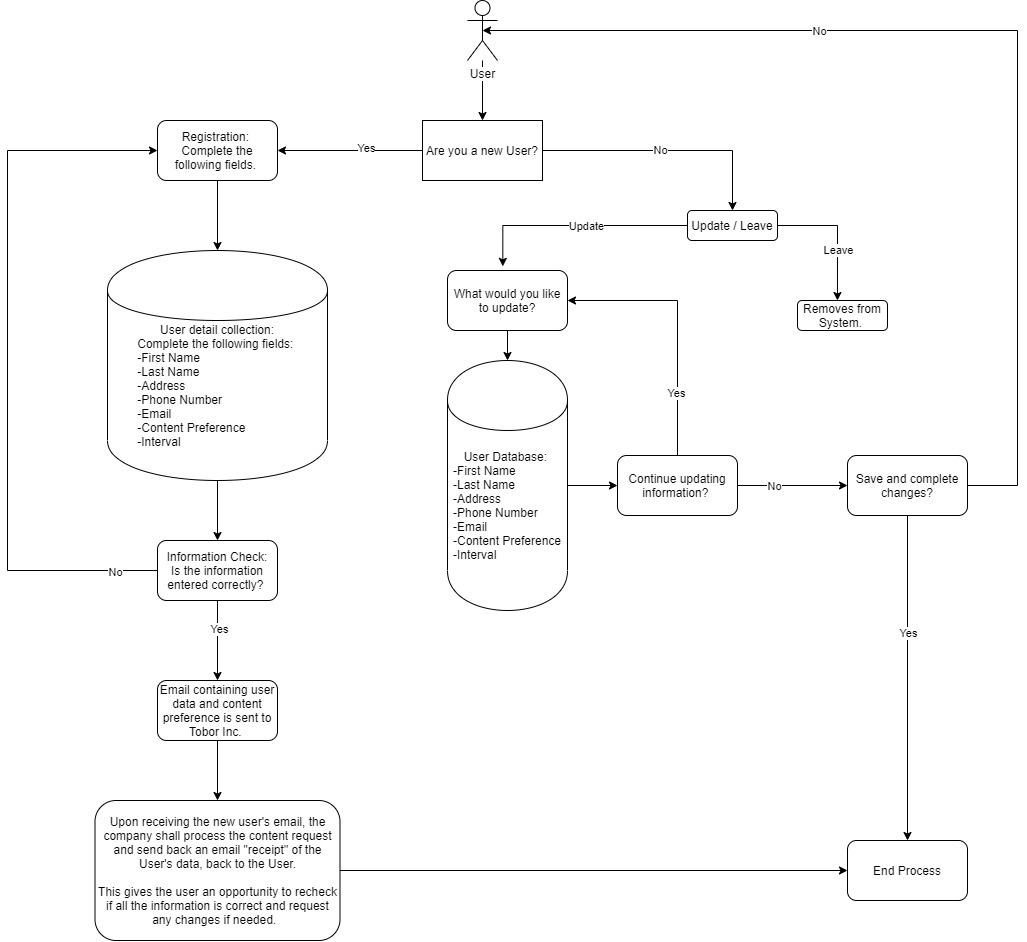 No
User
Registration:
Complete the
following fields.
Yes
Are you a new User?
No
Update
Update / Leave
Leave
What would you like
to update?
Removes from
System.
User detail collection:
Complete the following fields:
-First Name
-Last Name
-Address
-Phone Number
-Email
-Content Preference
-Interval
Yes
User Database:
-First Name
-Last Name
-Address
-Phone Number
-Email
-Content Preference
-Interval
Continue updating
information?
No
Save and complete
changes?
Information Check:
Is the information
entered correctly?
No
Yes
Yes
Email containing user
data and content
preference is sent to
Tobor Inc.
Upon receiving the new user's email, the
company shall process the content request
and send back an email "receipt" of the
User's data, back to the User.
This gives the user an opportunity to recheck
if all the information is correct and request
any changes if needed.
End Process